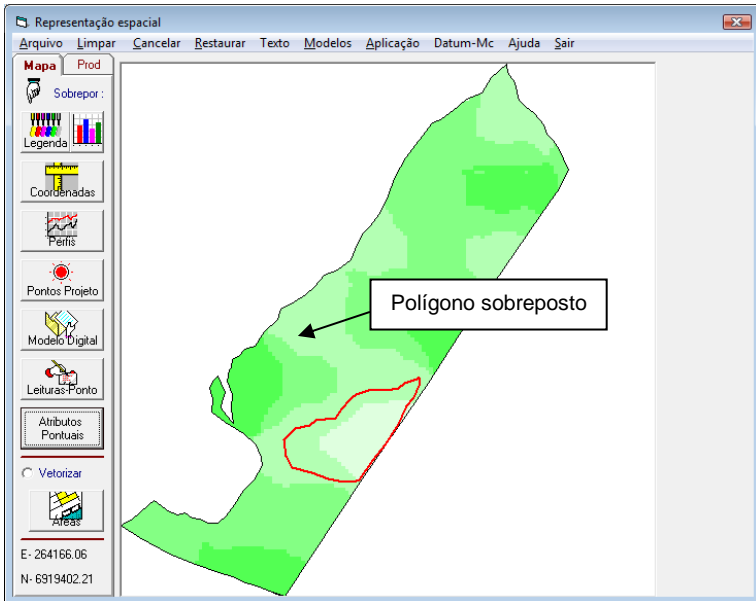 Representação espacial
Arquivo Limpar Cancelar Restaurar Texto Modelos Aplicação Datum-Mc Ajuda Sair
Mapa Prod
Sobrepor :
Legenda
Coordenadas
Perfis
Pontos Projeto
Modelo Digital
Leituras-Ponto
Atributos
Pontuais
Vetorizar
Áreas
E- 264166.06
N- 6919402.21
Polígono sobreposto